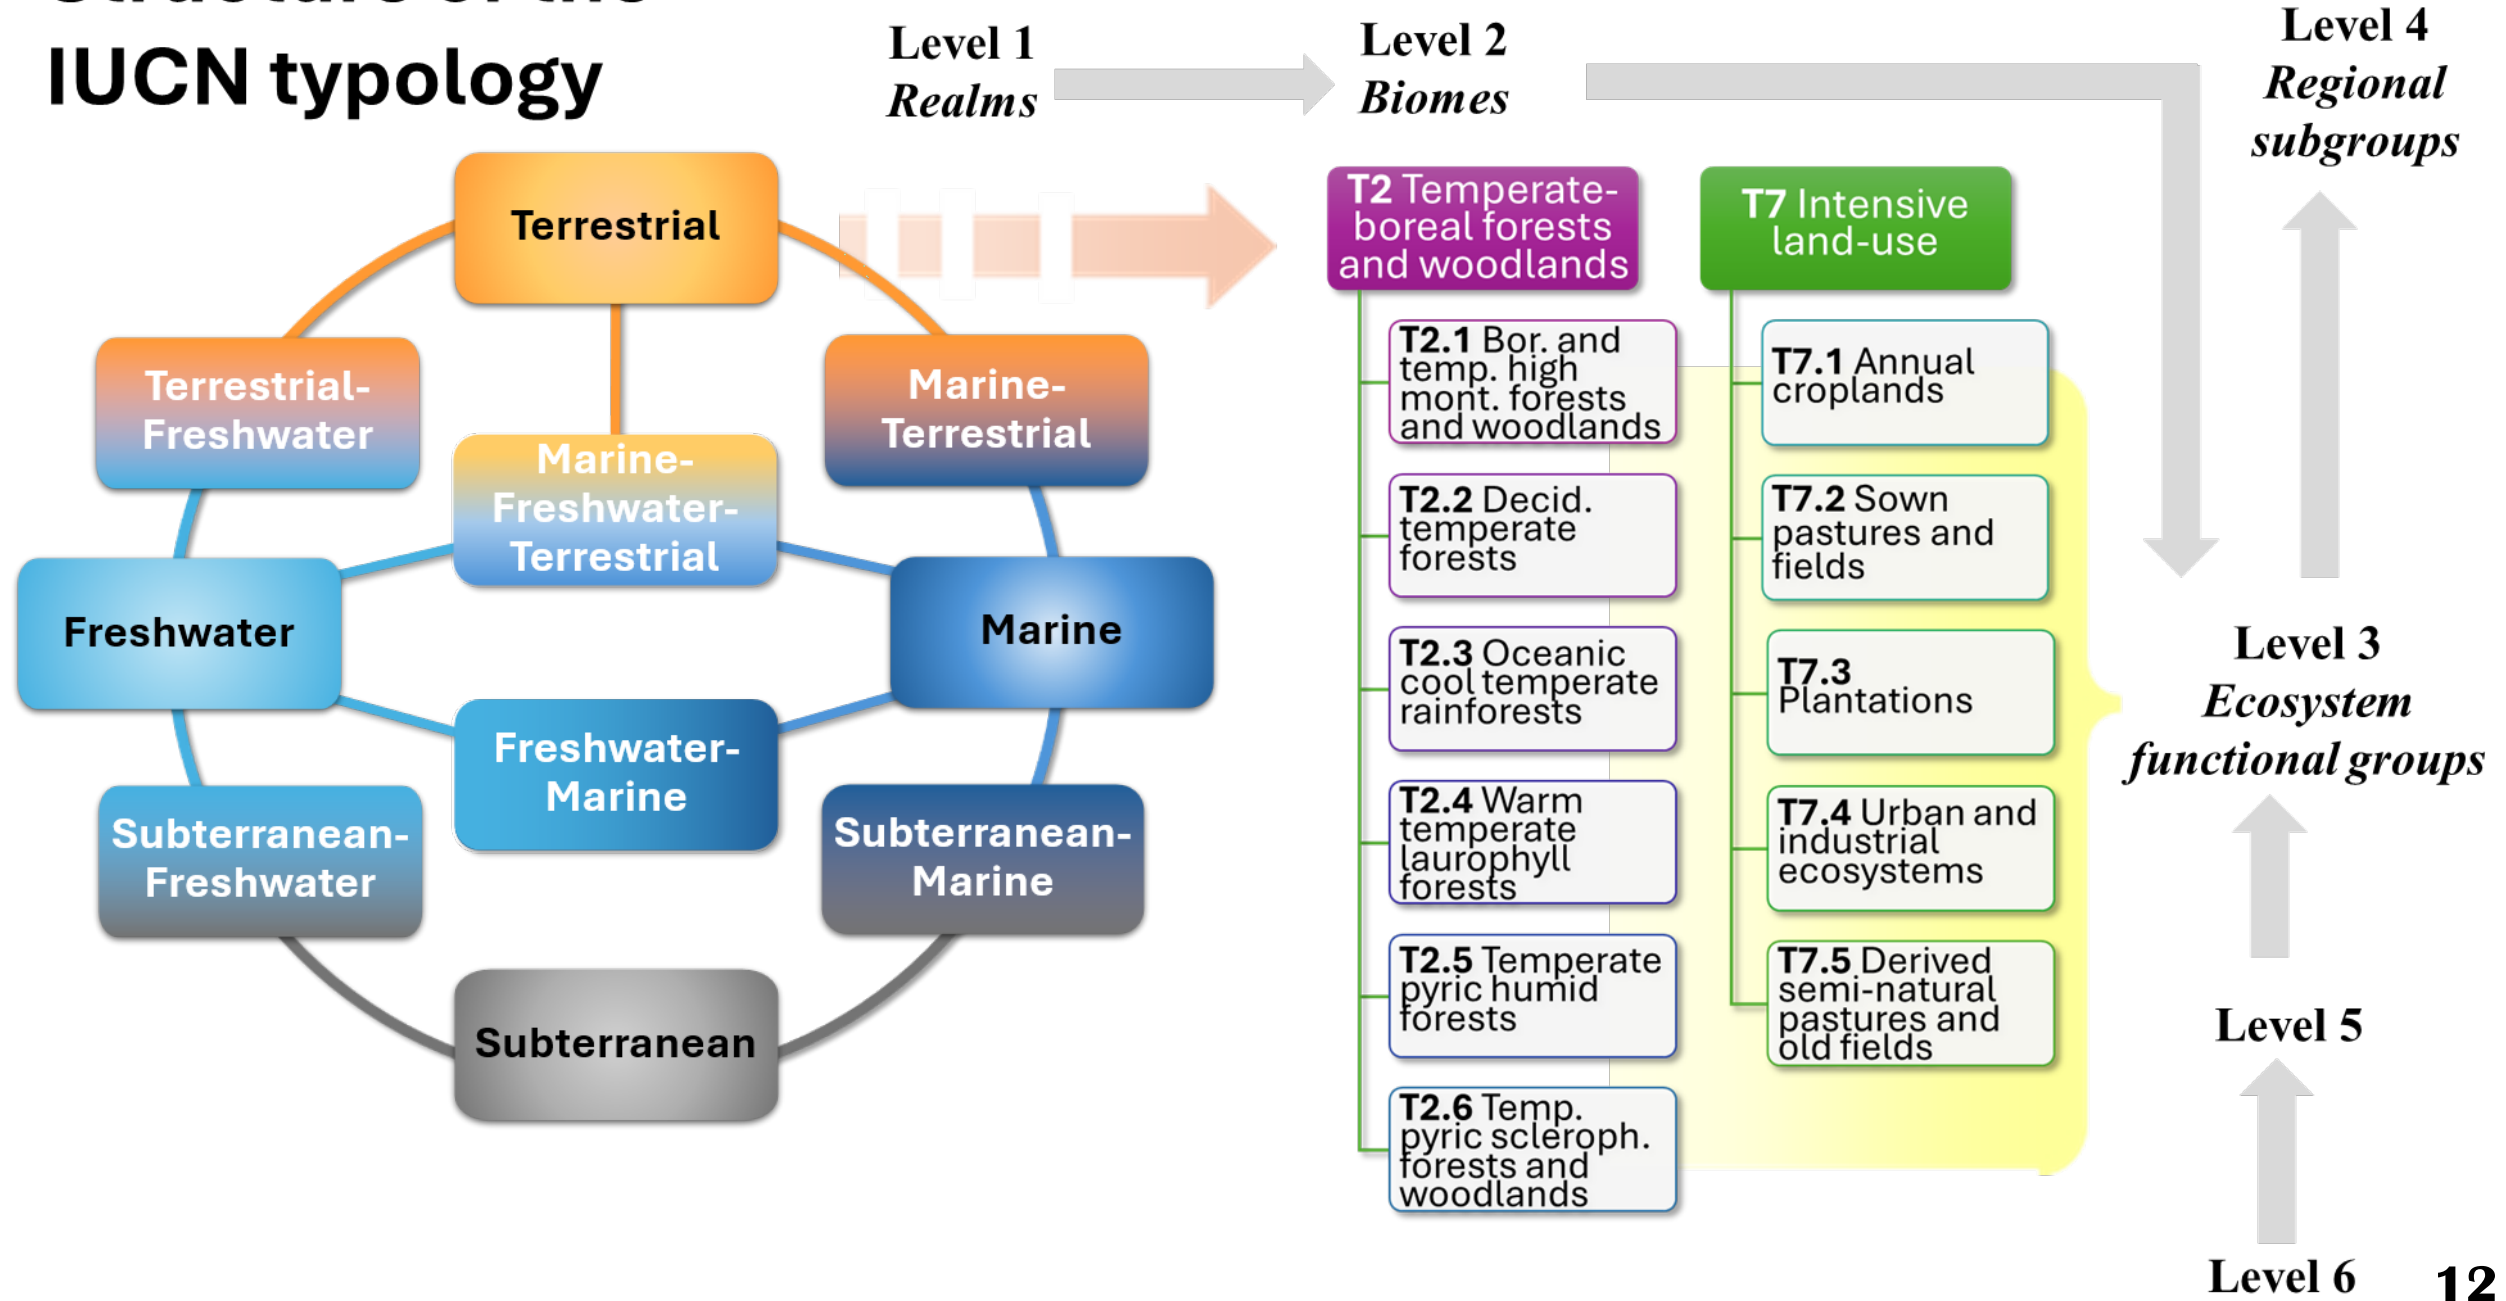 Structure of the
IUCN typology
Level 1
Realms
Level 2
Biomes
Level 4
Regional
subgroups
Terrestrial
Terrestrial-
Freshwater
Marine-
Terrestrial
Marine-
Freshwater-
Terrestrial
Freshwater
Marine
Freshwater-
Marine
Subterranean-
Freshwater
Subterranean-
Marine
Subterranean
T2 Temperate-
boreal forests
and woodlands
T2.1 Bor. and
temp. high
mont. forests
and woodlands
T2.2 Decid.
temperate
forests
T2.3 Oceanic
cool temperate
rainforests
T2.4 Warm
temperate
laurophyll
forests
T2.5 Temperate
pyric humid
forests
T2.6 Temp.
pyric scleroph.
forests and
woodlands
T7 Intensive
land-use
T7.1 Annual
croplands
T7.2 Sown
pastures and
fields
T7.3
Plantations
T7.4 Urban and
industrial
ecosystems
T7.5 Derived
semi-natural
pastures and
old fields
Level 3
Ecosystem
functional groups
Level 5
Level 6
12